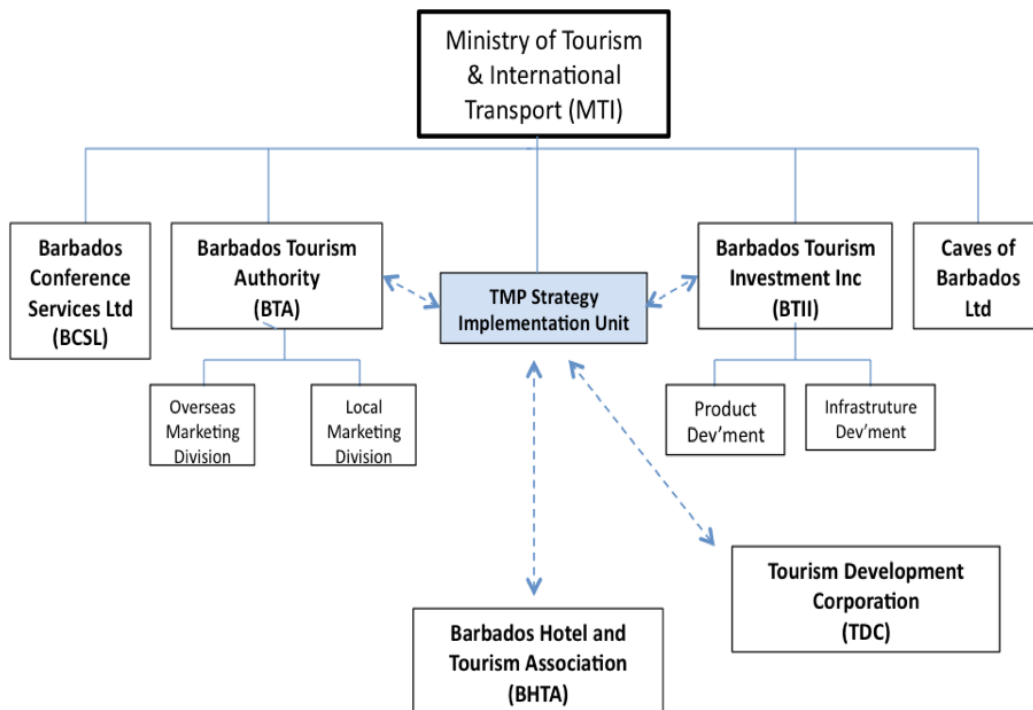 Ministry of Tourism
& International
Transport (MTI)
Barbados
Conference
Services Ltd
(BCSL)
Barbados Tourism
Authority
(BTA)
TMP Strategy
Implementation Unit
Barbados Tourism
Investment Inc
(BTII)
Caves of
Barbados
Ltd
Overseas
Marketing
Division
Local
Marketing
Division
Product
Dev'ment
Infrastruture
Dev'ment
Barbados Hotel and
Tourism Association
(BHTA)
Tourism Development
Corporation
(TDC)